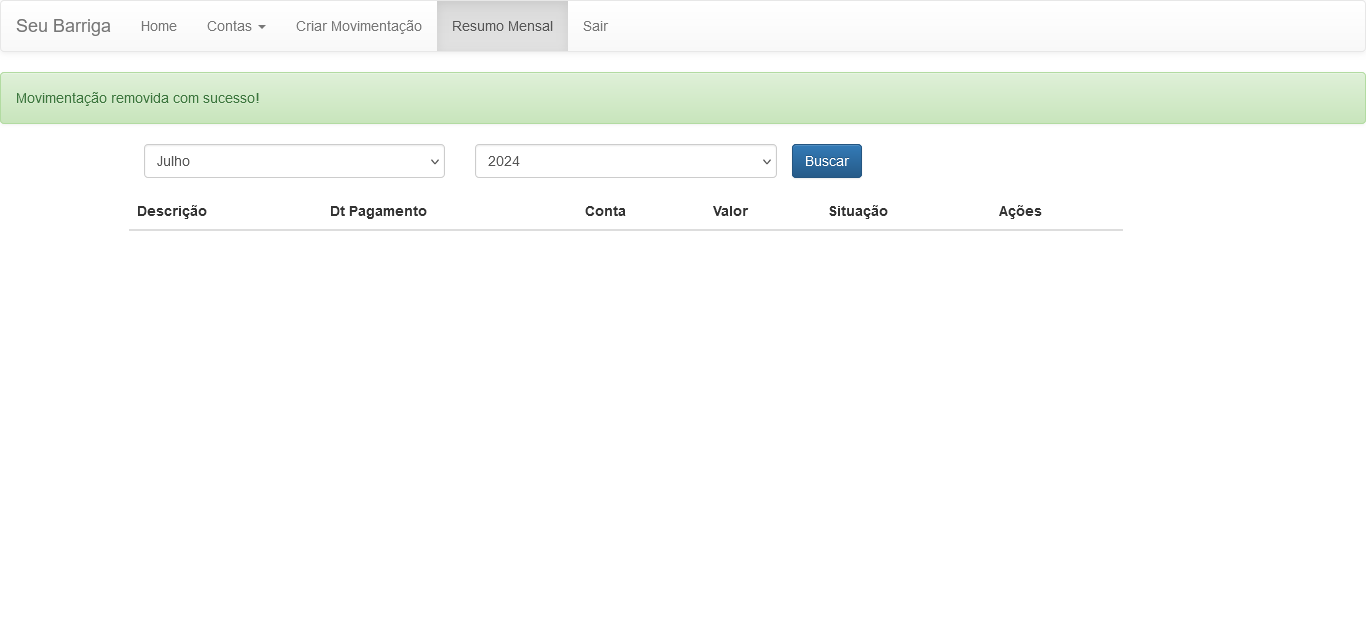 Seu Barriga Home Contas Criar Movimentação Resumo Mensal Sair
Movimentação removida com sucesso!
Julho 2024 Buscar
Descrição Dt Pagamento Conta Valor Situação Ações